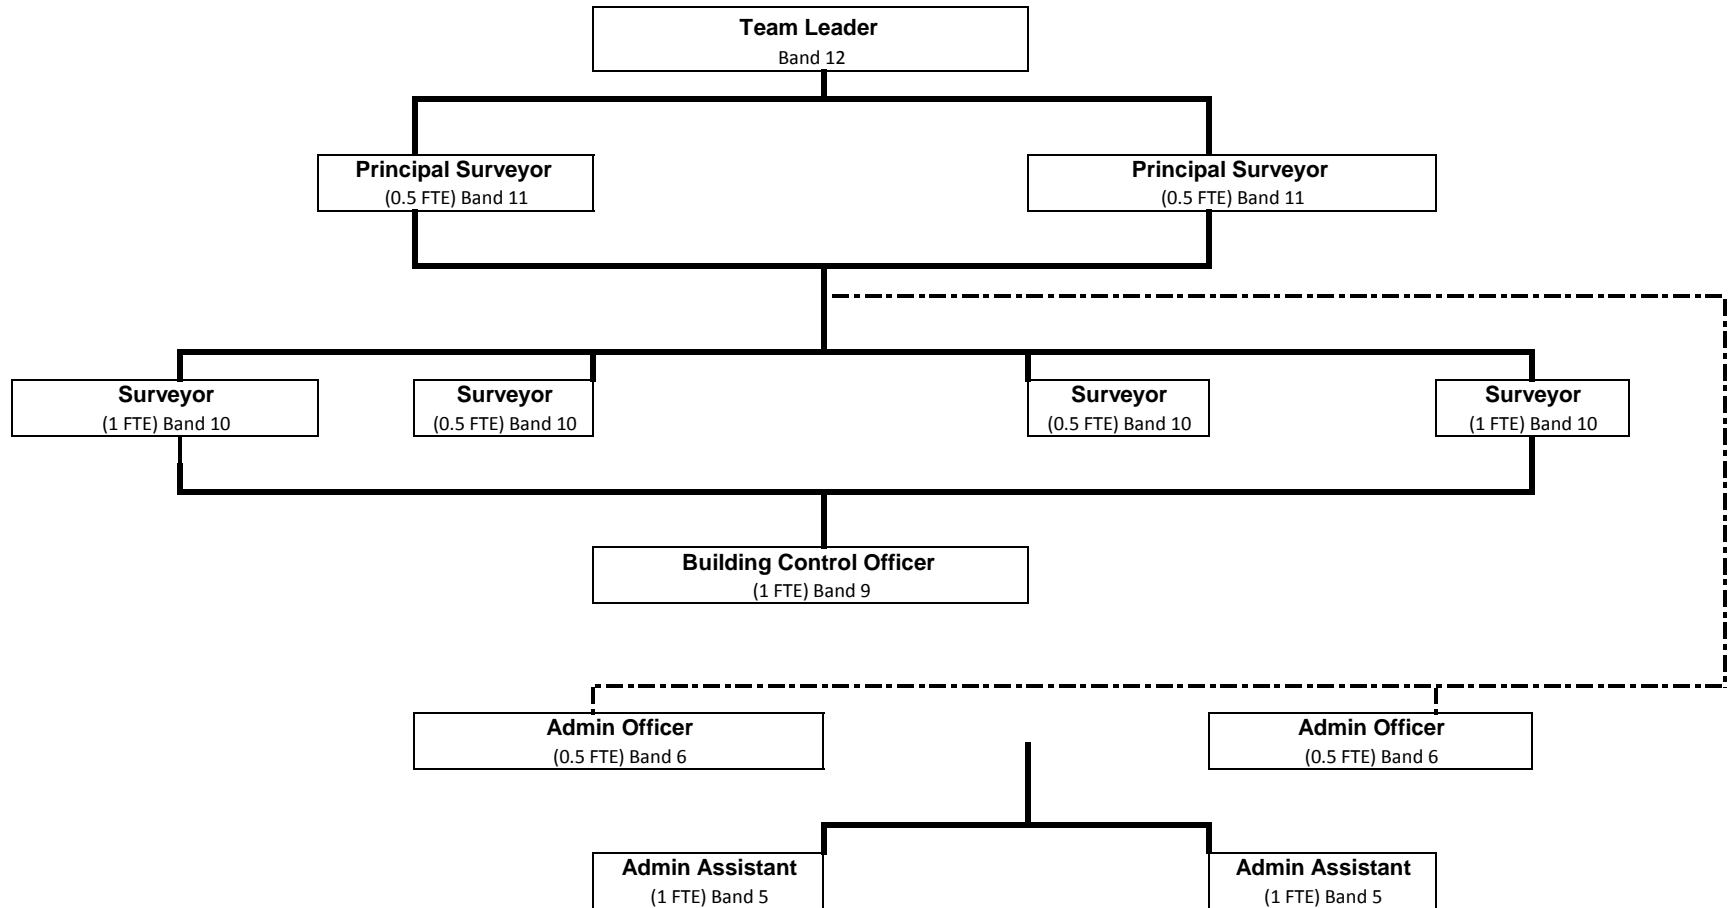 Team Leader
Band 12
Principal Surveyor
(0.5 FTE) Band 11
Principal Surveyor
(0.5 FTE) Band 11
Surveyor
(1 FTE) Band 10
Surveyor
(0.5 FTE) Band 10
Surveyor
(0.5 FTE) Band 10
Surveyor
(1 FTE) Band 10
Building Control Officer
(1 FTE) Band 9
Admin Officer
(0.5 FTE) Band 6
Admin Officer
(0.5 FTE) Band 6
Admin Assistant
(1 FTE) Band 5
Admin Assistant
(1 FTE) Band 5